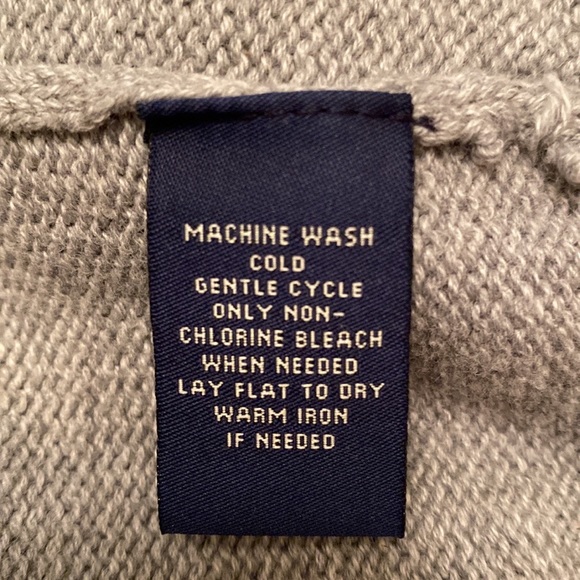 MACHINE WASH
COLD
GENTLE CYCLE
ONLY NON-
CHLORINE BLEACH
WHEN NEEDED
LAY FLAT TO DRY
WARM IRON
IF NEEDED